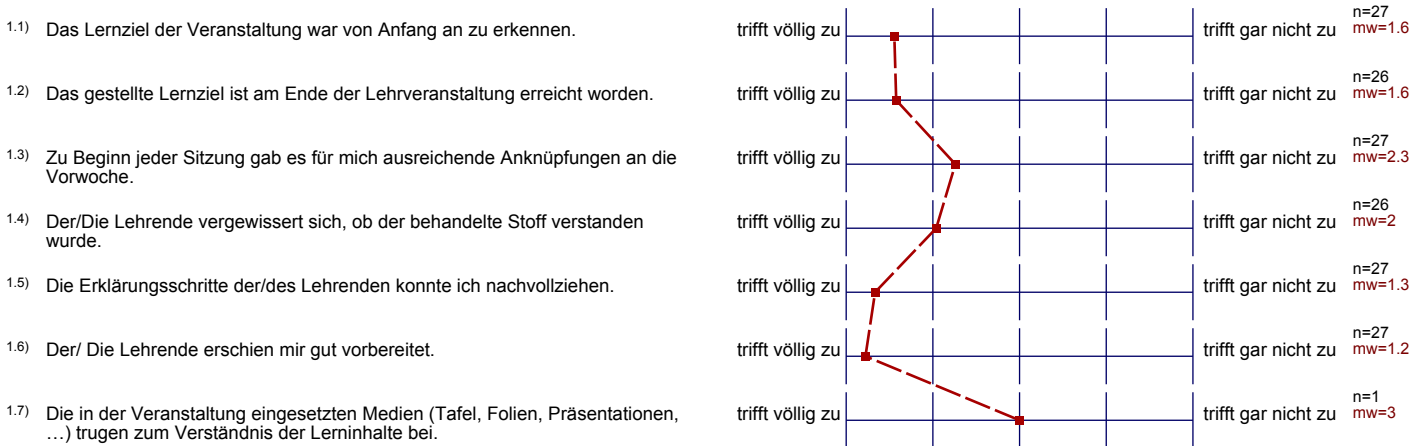 1.1) Das Lernziel der Veranstaltung war von Anfang an zu erkennen. trifft völlig zu trifft gar nicht zu n=27
mw=1.6
1.2) Das gestellte Lernziel ist am Ende der Lehrveranstaltung erreicht worden. trifft völlig zu trifft gar nicht zu n=26
mw=1.6
1.3) Zu Beginn jeder Sitzung gab es für mich ausreichende Anknüpfungen an die
Vorwoche. trifft völlig zu trifft gar nicht zu n=27
mw=2.3
1.4) Der/Die Lehrende vergewissert sich, ob der behandelte Stoff verstanden
wurde. trifft völlig zu trifft gar nicht zu n=26
mw=2
1.5) Die Erklärungsschritte der/des Lehrenden konnte ich nachvollziehen. trifft völlig zu trifft gar nicht zu n=27
mw=1.3
1.6) Der/ Die Lehrende erschien mir gut vorbereitet. trifft völlig zu trifft gar nicht zu n=27
mw=1.2
1.7) Die in der Veranstaltung eingesetzten Medien (Tafel, Folien, Präsentationen,
…) trugen zum Verständnis der Lerninhalte bei. trifft völlig zu trifft gar nicht zu n=1
mw=3